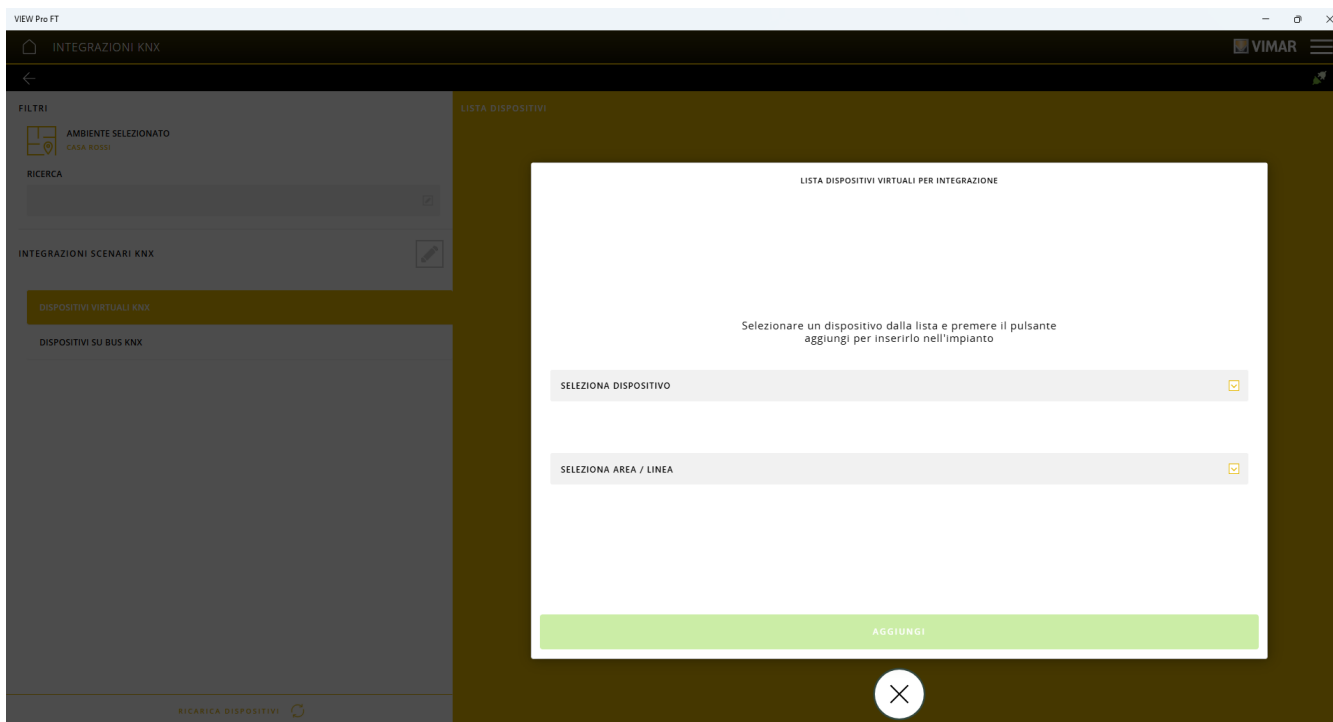 VIEW Pro FT
INTEGRAZIONI KNX
VIMAR
FILTRI
AMBIENTE SELEZIONATO
CASA ROSSI
RICERCA
INTEGRAZIONI SCENARI KNX
DISPOSITIVI VIRTUALI KNX
DISPOSITIVI SU BUS KNX
RICARICA DISPOSITIVI
LISTA DISPOSITIVI
LISTA DISPOSITIVI VIRTUALI PER INTEGRAZIONE
Selezionare un dispositivo dalla lista e premere il pulsante
aggiungi per inserirlo nell'impianto
SELEZIONA DISPOSITIVO
SELEZIONA AREA / LINEA
AGGIUNGI